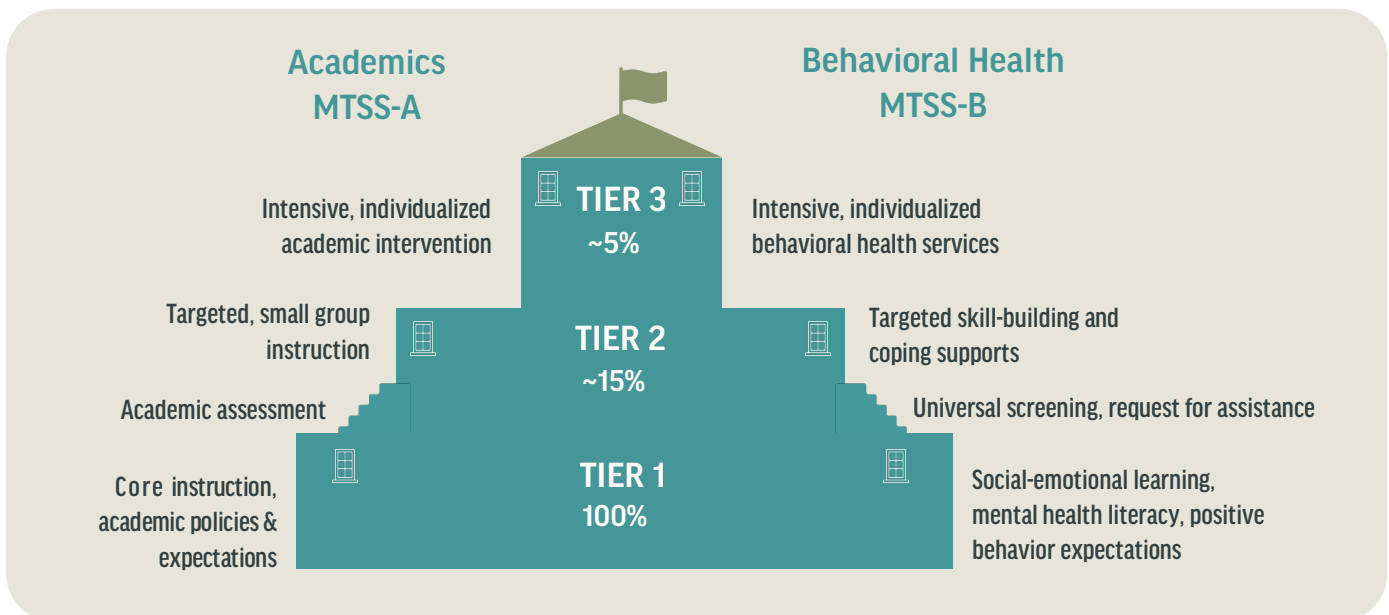 Academics
MTSS-A
Behavioral Health
MTSS-B
Intensive, individualized
academic intervention
TIER 3
~5%
Intensive, individualized
behavioral health services
Targeted, small group
instruction
TIER 2
~15%
Targeted skill-building and
coping supports
Academic assessment
Universal screening, request for assistance
Core instruction,
academic policies &
expectations
TIER 1
100%
Social-emotional learning,
mental health literacy, positive
behavior expectations